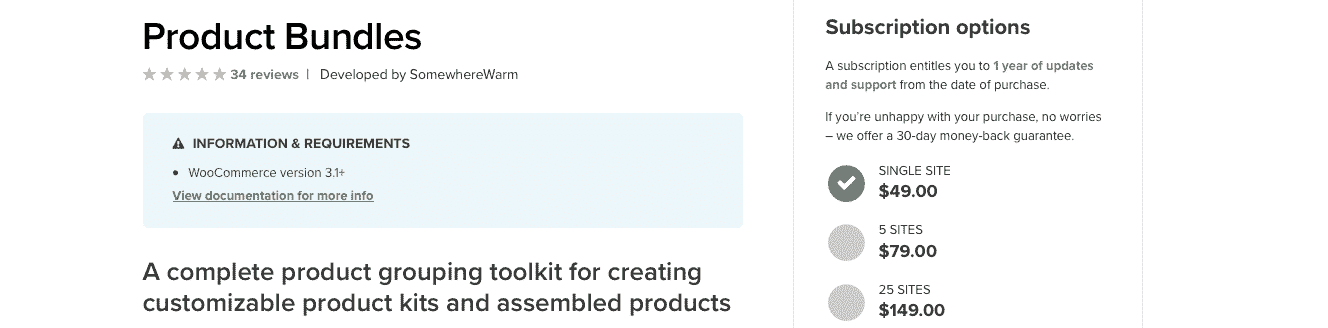 Product Bundles
34 reviews | Developed by SomewhereWarm
INFORMATION & REQUIREMENTS
• WooCommerce version 3.1+
View documentation for more info
A complete product grouping toolkit for creating
customizable product kits and assembled products
Subscription options
A subscription entitles you to 1 year of updates
and support from the date of purchase.
If you're unhappy with your purchase, no worries
– we offer a 30-day money-back guarantee.
SINGLE SITE
$49.00
5 SITES
$79.00
25 SITES
$149.00